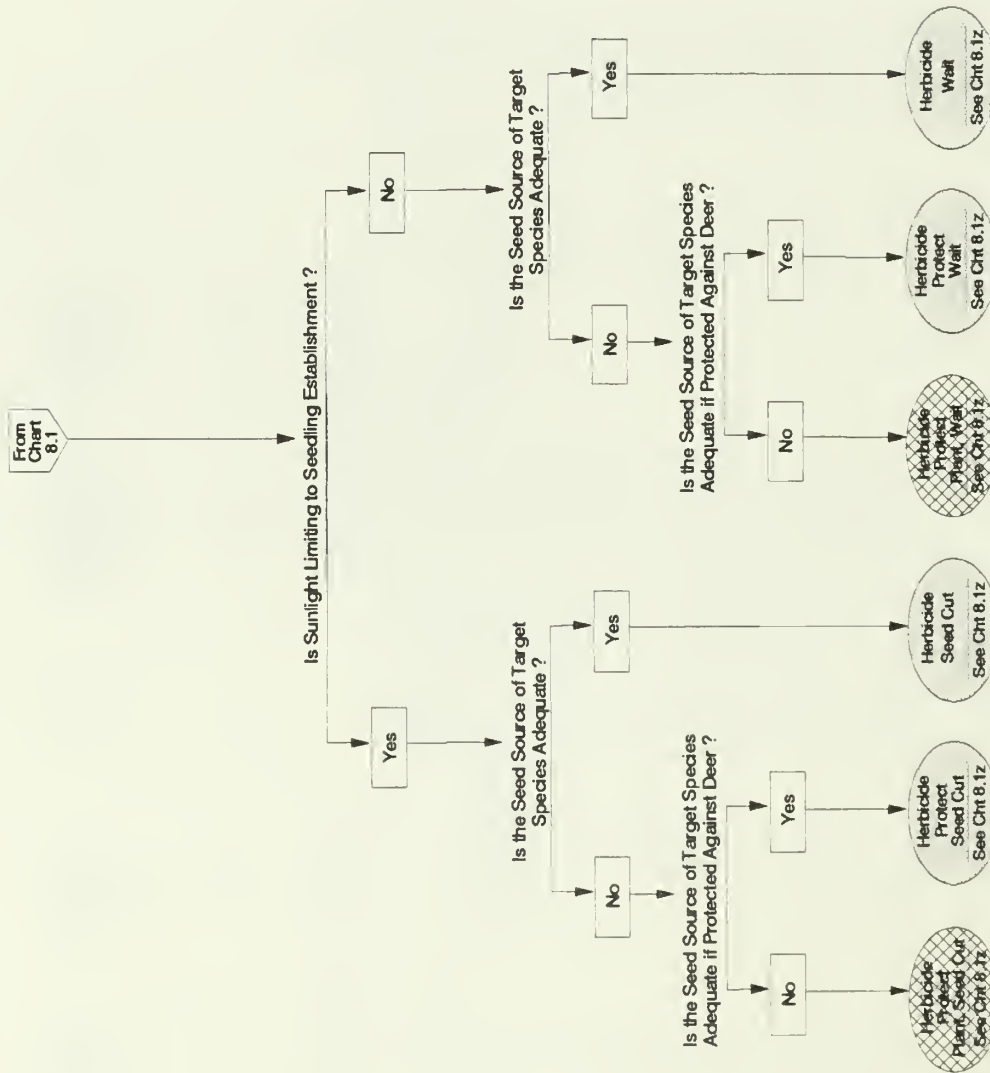 From
Chart
8.1
Is Sunlight Limiting to Seedling Establishment ?
Yes
No
Is the Seed Source of Target
Species Adequate ?
Is the Seed Source of Target
Species Adequate ?
No
Yes
No
Yes
Is the Seed Source of Target Species
Adequate if Protected Against Deer ?
Is the Seed Source of Target Species
Adequate if Protected Against Deer ?
No
Yes
No
Yes
Herbicide
Protect
Plant, Seed Cut
See Cht 8.1z
Herbicide
Protect
Seed Cut
See Cht 8.1z
Herbicide
Seed Cut
See Cht 8.1z
Herbicide
Protect
Plant, Wait
See Cht 8.1z
Herbicide
Protect
Wait
See Cht 8.1z
Herbicide
Wait
See Cht 8.1z